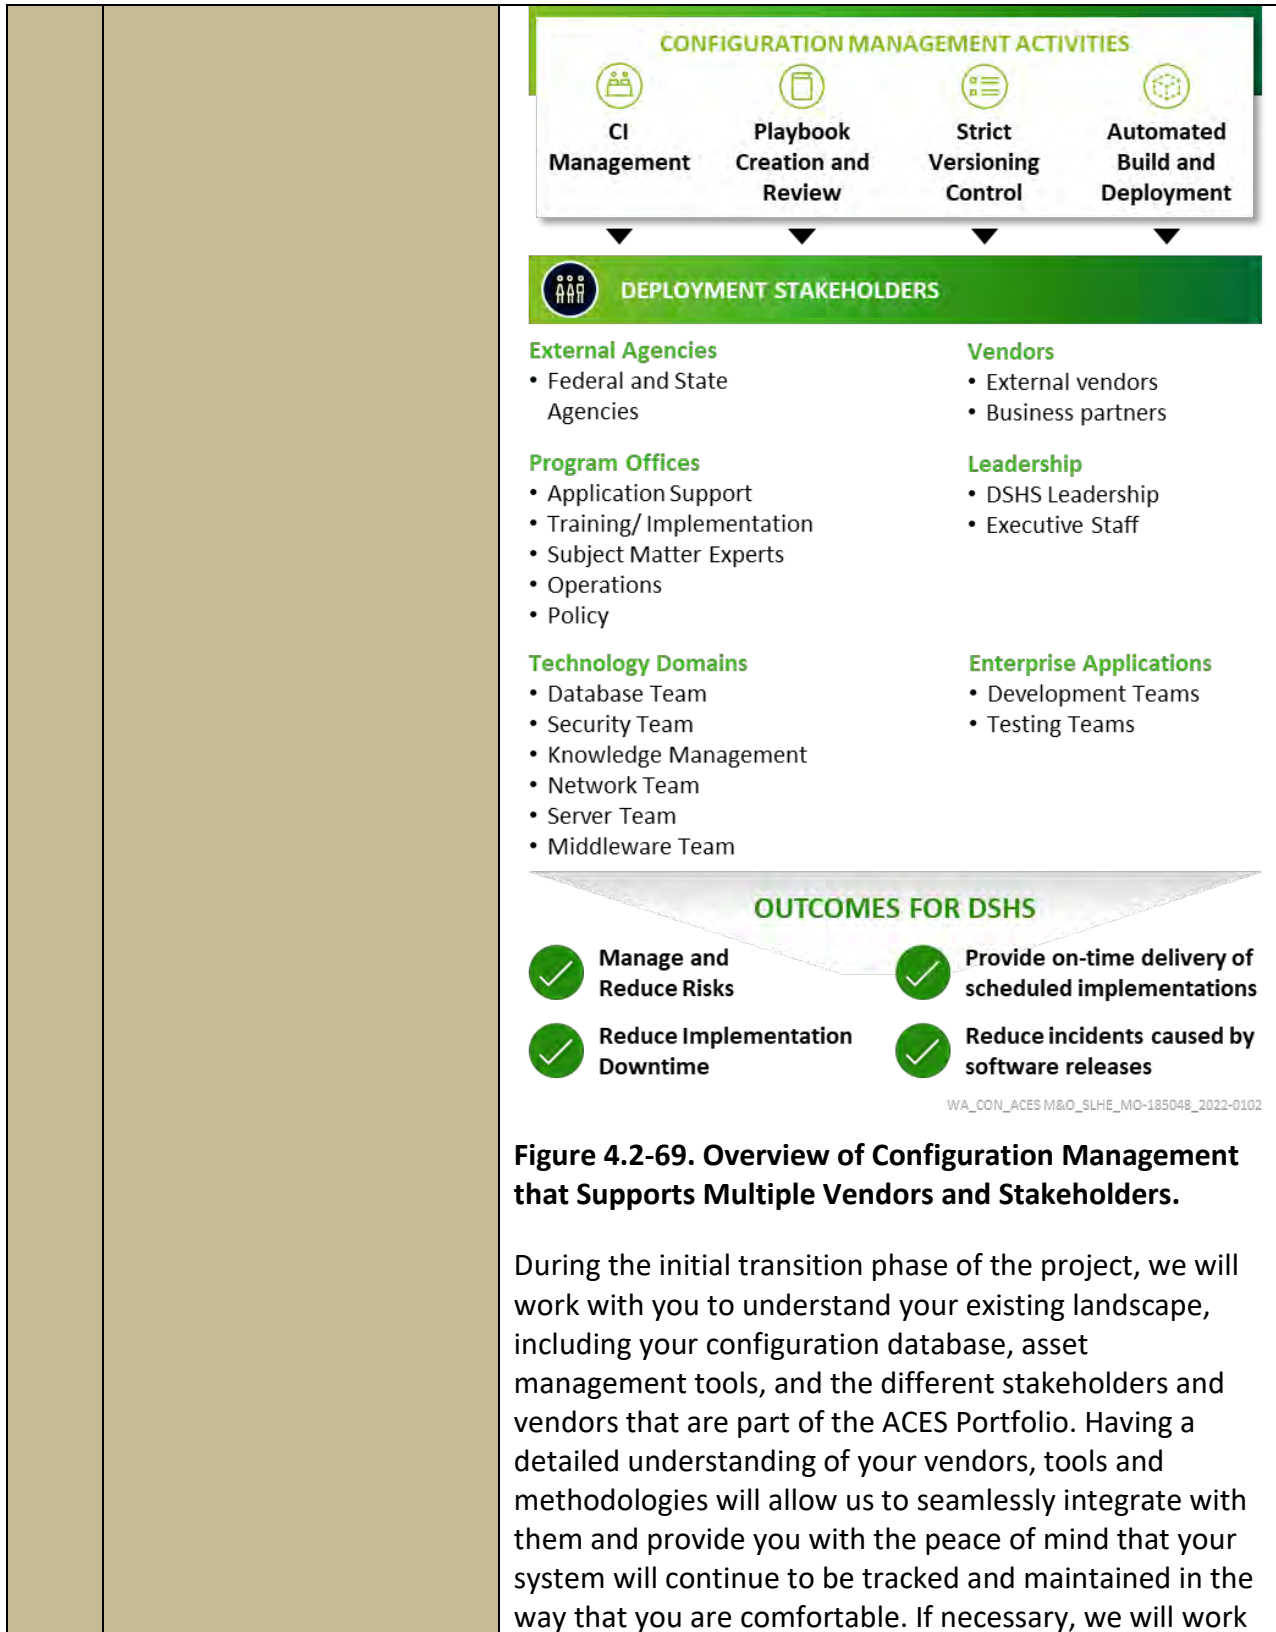 CONFIGURATION MANAGEMENT ACTIVITIES
CI
Management
Playbook
Creation and
Review
Strict
Versioning
Control
Automated
Build and
Deployment
DEPLOYMENT STAKEHOLDERS
External Agencies
• Federal and State
Agencies
Vendors
• External vendors
• Business partners
Program Offices
• Application Support
• Training/ Implementation
• Subject Matter Experts
• Operations
• Policy
Leadership
• DSHS Leadership
• Executive Staff
Technology Domains
• Database Team
• Security Team
• Knowledge Management
• Network Team
• Server Team
• Middleware Team
Enterprise Applications
• Development Teams
• Testing Teams
OUTCOMES FOR DSHS
Manage and
Reduce Risks
Provide on-time delivery of
scheduled implementations
Reduce Implementation
Downtime
Reduce incidents caused by
software releases
WA_CON_ACES M&O_SLHE_MO-185048_2022-0102
Figure 4.2-69. Overview of Configuration Management
that Supports Multiple Vendors and Stakeholders.
During the initial transition phase of the project, we will
work with you to understand your existing landscape,
including your configuration database, asset
management tools, and the different stakeholders and
vendors that are part of the ACES Portfolio. Having a
detailed understanding of your vendors, tools and
methodologies will allow us to seamlessly integrate with
them and provide you with the peace of mind that your
system will continue to be tracked and maintained in the
way that you are comfortable. If necessary, we will work